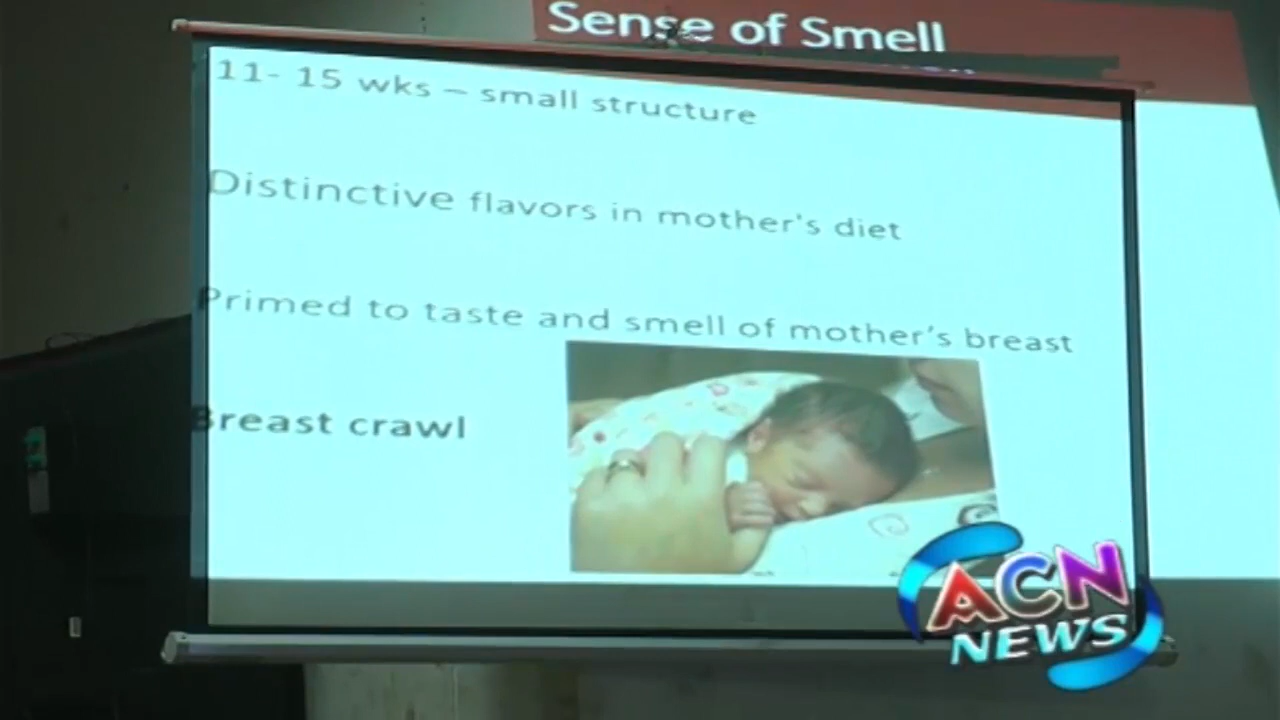 Sense of Smell
11- 15 wks – small structure
Distinctive flavors in mother's diet
Primed to taste and smell of mother's breast
Breast crawl
ACN
NEWS